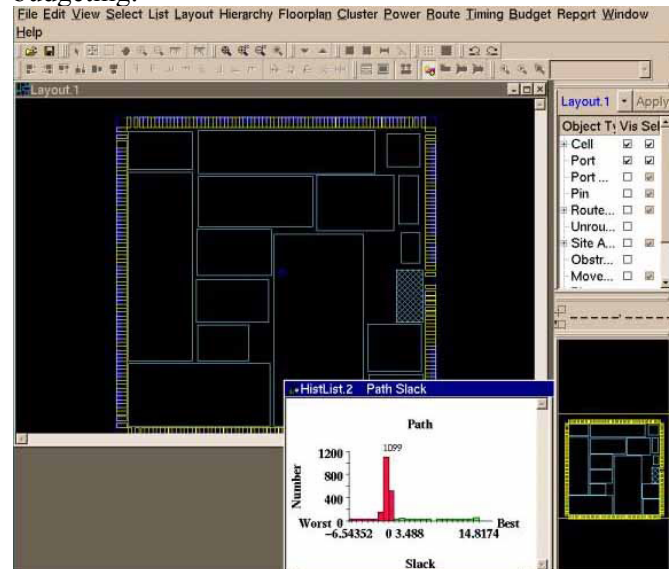 budgeting.
File Edit View Select List Layout Hierarchy Floorplan Cluster Power Route Timing Budget Report Window
Help
Layout.1
Layout.1 Apply
Object Ty Vis Sel
Cell
Port
Port ...
Pin
Route...
Unrou...
Site A...
Obstr...
Move...
HistList.2 Path Slack
Path
1099
1200
800
400
Number
Worst 0 Best
-6.54352 0 3.488 14.8174
Slack